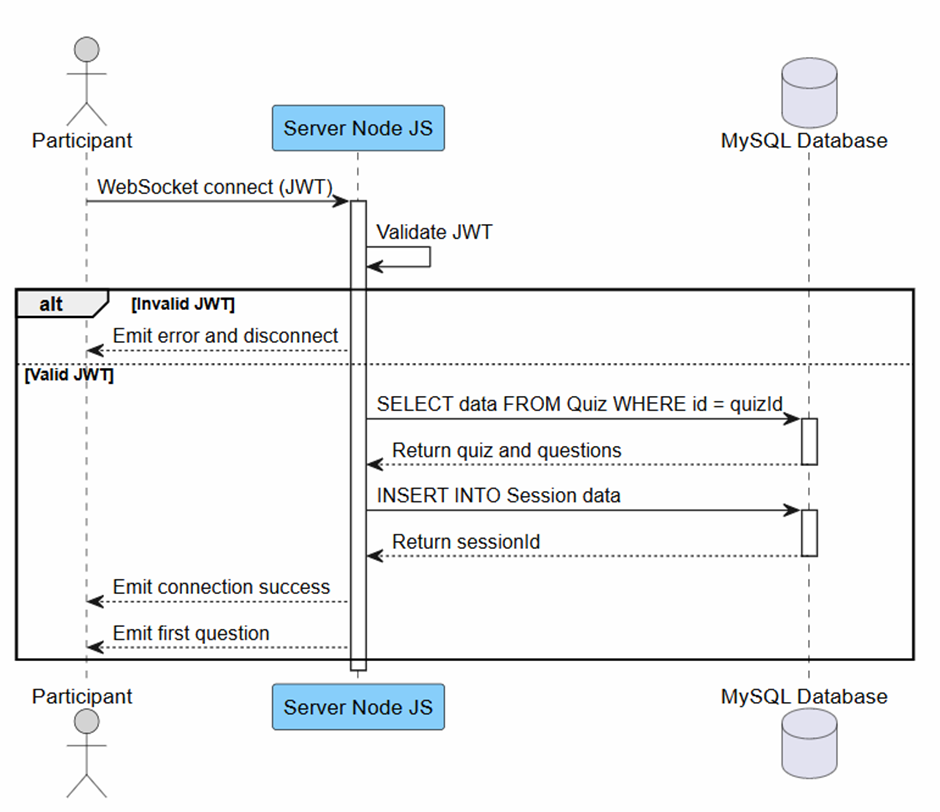 Participant
Server Node JS
MySQL Database
WebSocket connect (JWT)
Validate JWT
alt
[Invalid JWT]
Emit error and disconnect
[Valid JWT]
SELECT data FROM Quiz WHERE id = quizId
Return quiz and questions
INSERT INTO Session data
Return sessionId
Emit connection success
Emit first question
Participant
Server Node JS
MySQL Database